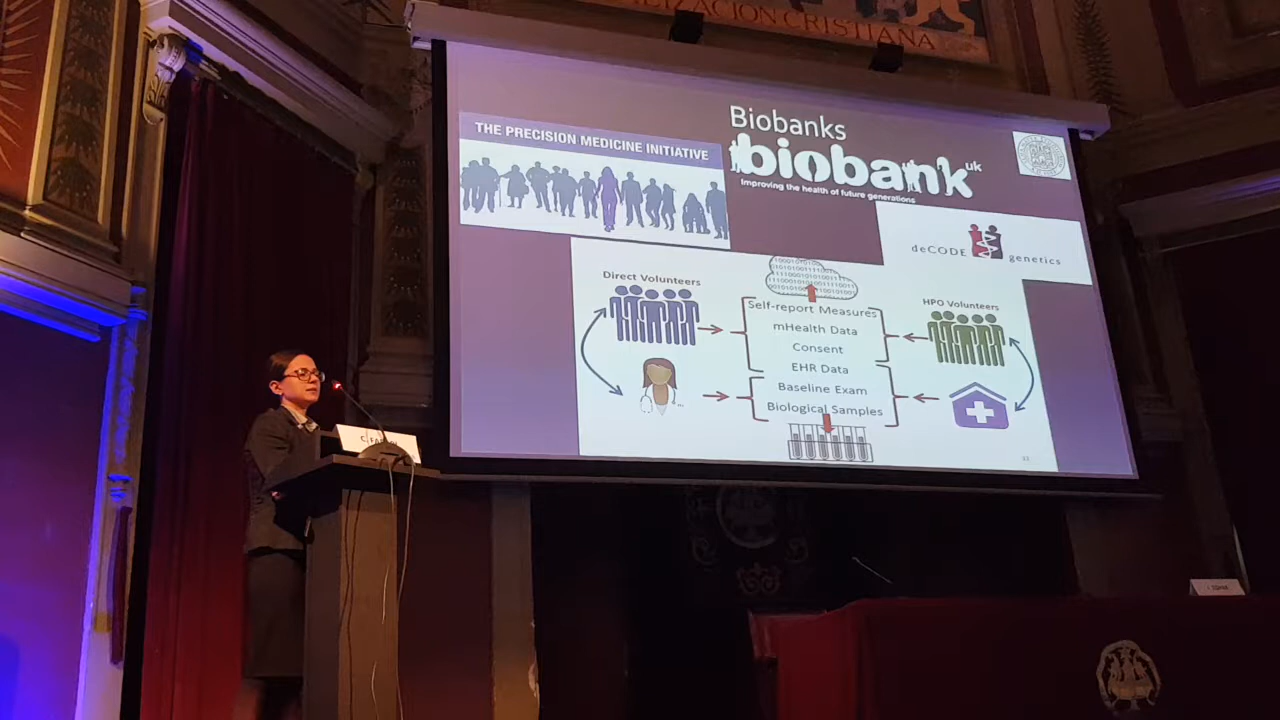 IZACION CRISTIANA
Biobanks
THE PRECISION MEDICINE INITIATIVE
biobank uk
Improving the health of future generations
deCODE genetics
Direct Volunteers
HPO Volunteers
Self-report Measures
mHealth Data
Consent
EHR Data
Baseline Exam
Biological Samples